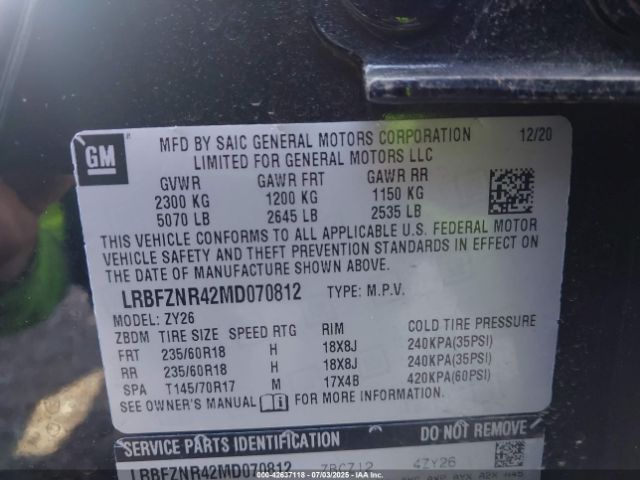 GM
MFD BY SAIC GENERAL MOTORS CORPORATION 12/20
LIMITED FOR GENERAL MOTORS LLC
GVWR GAWR FRT GAWR RR
2300 KG 1200 KG 1150 KG
5070 LB 2645 LB 2535 LB
THIS VEHICLE CONFORMS TO ALL APPLICABLE U.S. FEDERAL MOTOR
VEHICLE SAFETY AND THEFT PREVENTION STANDARDS IN EFFECT ON
THE DATE OF MANUFACTURE SHOWN ABOVE.
LRBFZNR42MD070812 TYPE: M.P.V.
MODEL: ZY26
ZBDM TIRE SIZE SPEED RTG RIM COLD TIRE PRESSURE
FRT 235/60R18 H 18X8J 240KPA(35PSI)
RR 235/60R18 H 18X8J 240KPA(35PSI)
SPA T145/70R17 M 17X4B 420KPA(60PSI)
SEE OWNER'S MANUAL FOR MORE INFORMATION.
SERVICE PARTS IDENTIFICATION DO NOT REMOVE
LRBFZNR42MD070812 4ZY26
Copart: 42637118 - 07/03/2025 - IAA Inc.